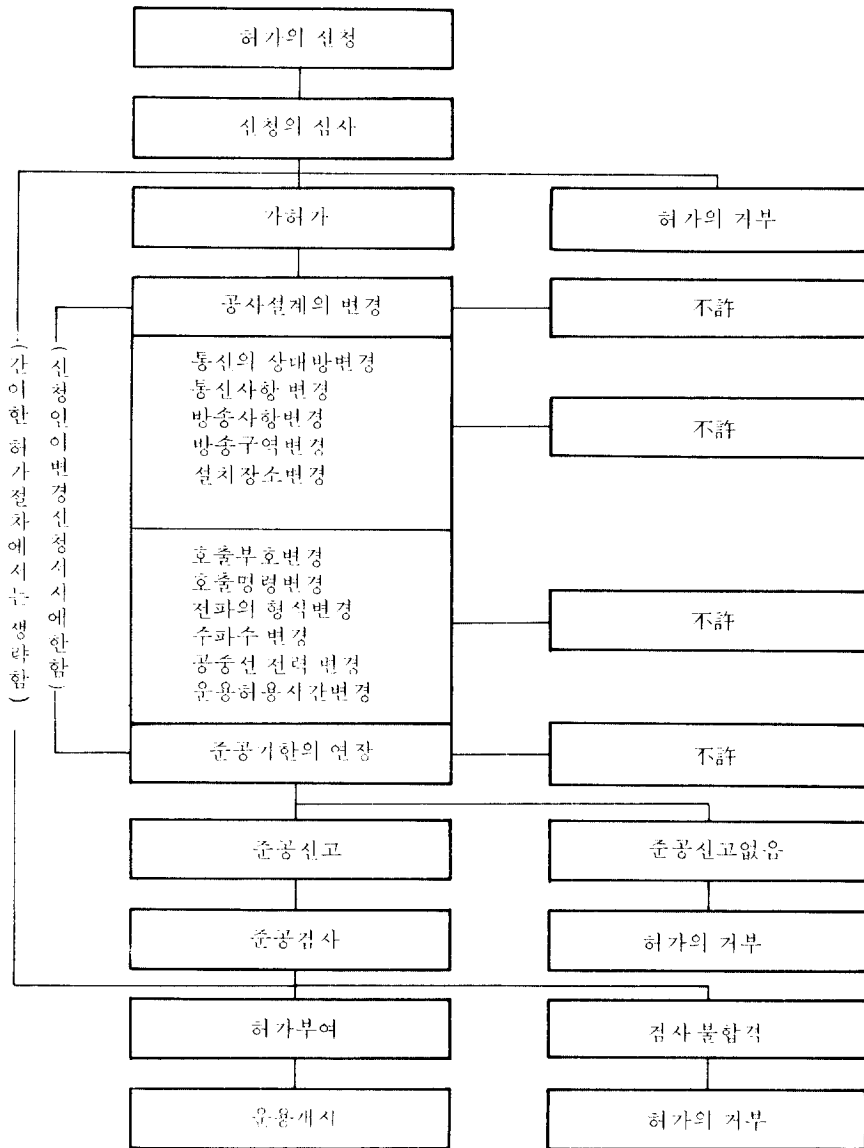 허가의 신청
신청의 심사
가허가
허가의 거부
공사설계의 변경
不許
통신의 상대방변경
통신사항 변경
방송사항변경
방송구역변경
설치장소변경
不許
호출부호변경
호출명령변경
전파의 형식변경
주파수 변경
공중선 전력 변경
운용허용시간변경
不許
준공기한의 연장
不許
(간이한 허가절차에서는 생략함)
(신청인이변경신청서시에한함)
준공신고
준공신고없음
준공검사
허가의 거부
허가부여
검사불합격
운용개시
허가의 거부